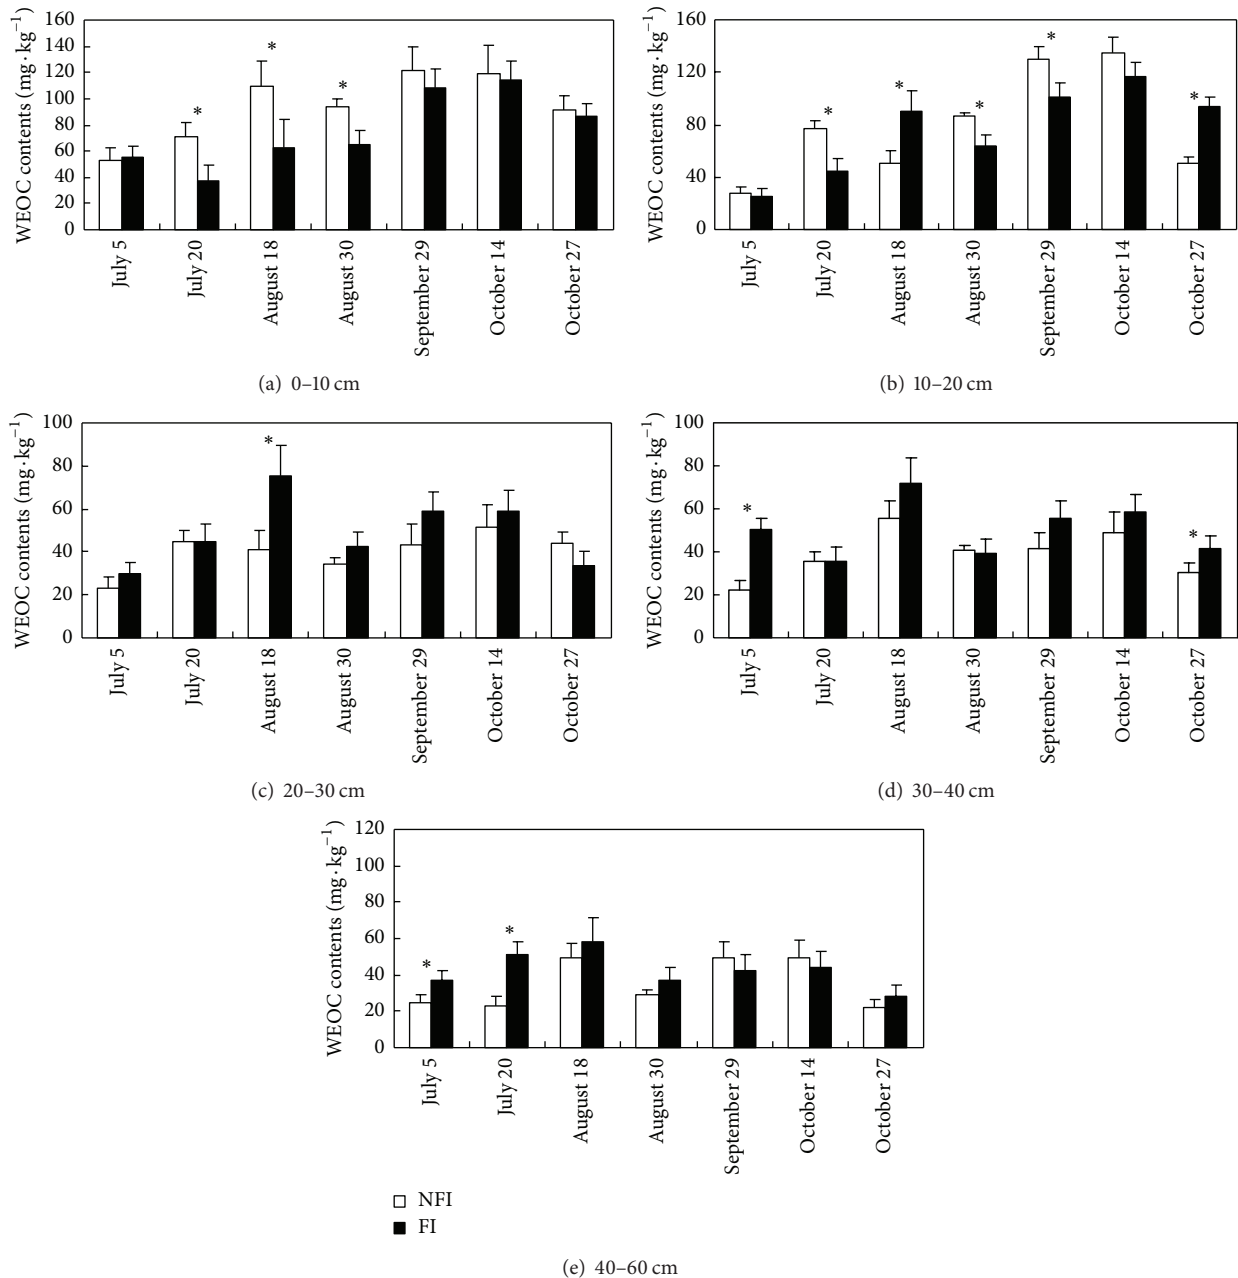 WEOC contents (mg·kg⁻¹)
160
140
120
100
80
60
40
20
0
*
*
*
July 5
July 20
August 18
August 30
September 29
October 14
October 27
(a) 0–10 cm
WEOC contents (mg·kg⁻¹)
160
120
80
40
0
*
*
*
*
*
July 5
July 20
August 18
August 30
September 29
October 14
October 27
(b) 10–20 cm
WEOC contents (mg·kg⁻¹)
100
80
60
40
20
0
*
July 5
July 20
August 18
August 30
September 29
October 14
October 27
(c) 20–30 cm
WEOC contents (mg·kg⁻¹)
100
80
60
40
20
0
*
*
July 5
July 20
August 18
August 30
September 29
October 14
October 27
(d) 30–40 cm
WEOC contents (mg·kg⁻¹)
120
100
80
60
40
20
0
*
*
July 5
July 20
August 18
August 30
September 29
October 14
October 27
NFI
FI
(e) 40–60 cm